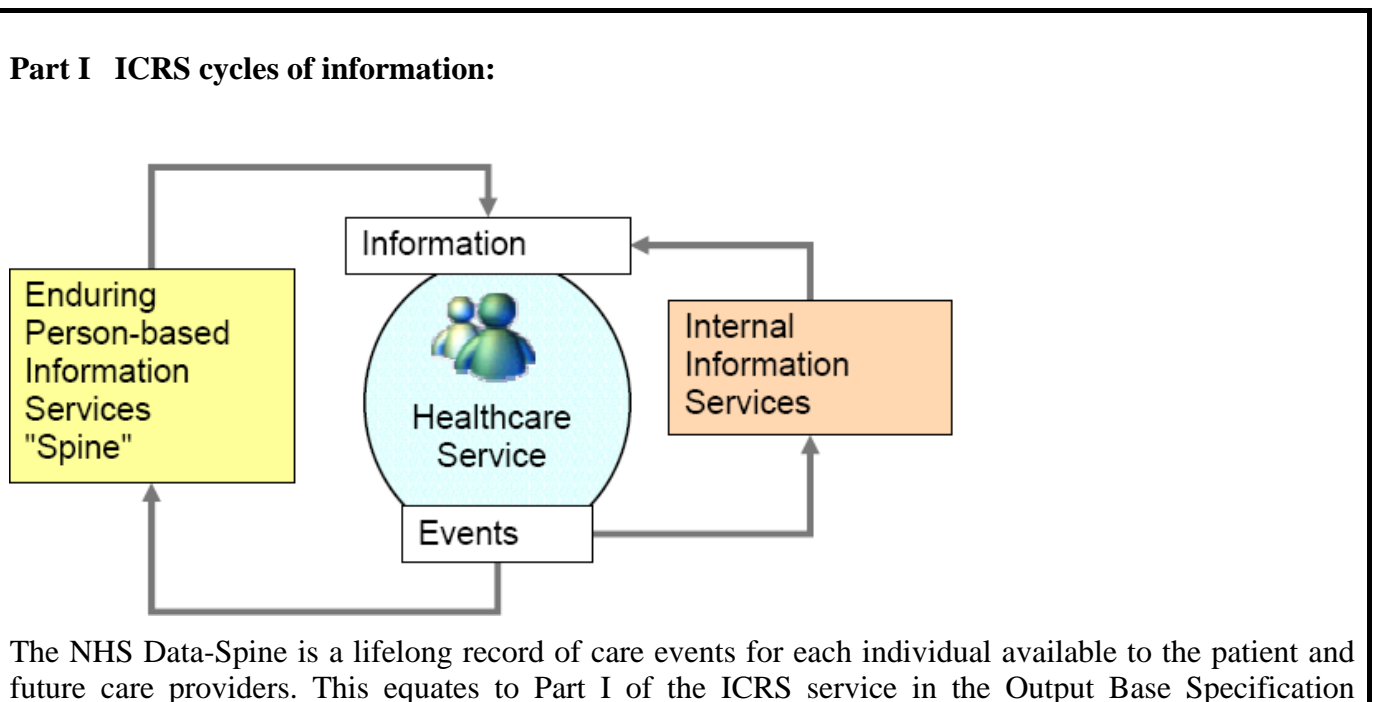 Part I ICRS cycles of information:
Information
Enduring
Person-based
Information
Services
"Spine"
Healthcare
Service
Internal
Information
Services
Events
The NHS Data-Spine is a lifelong record of care events for each individual available to the patient and
future care providers. This equates to Part I of the ICRS service in the Output Base Specification